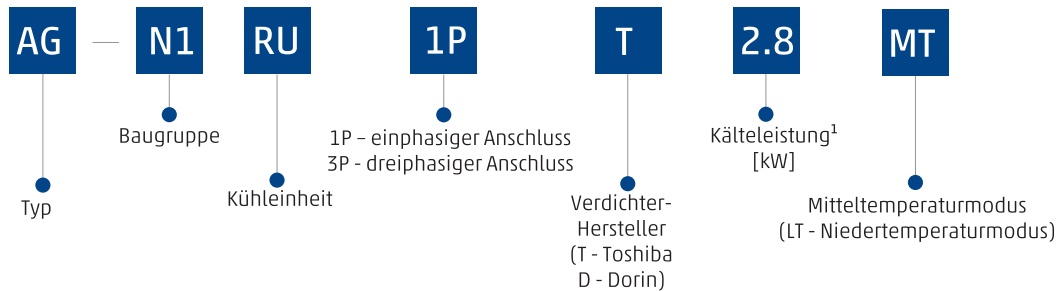 AG — N1 RU 1P T 2.8 MT
Typ
Baugruppe
Kühleinheit
1P – einphasiger Anschluss
3P - dreiphasiger Anschluss
Verdichter-
Hersteller
(T - Toshiba
D - Dorin)
Kälteleistung¹
[kW]
Mitteltemperaturmodus
(LT - Niedertemperaturmodus)